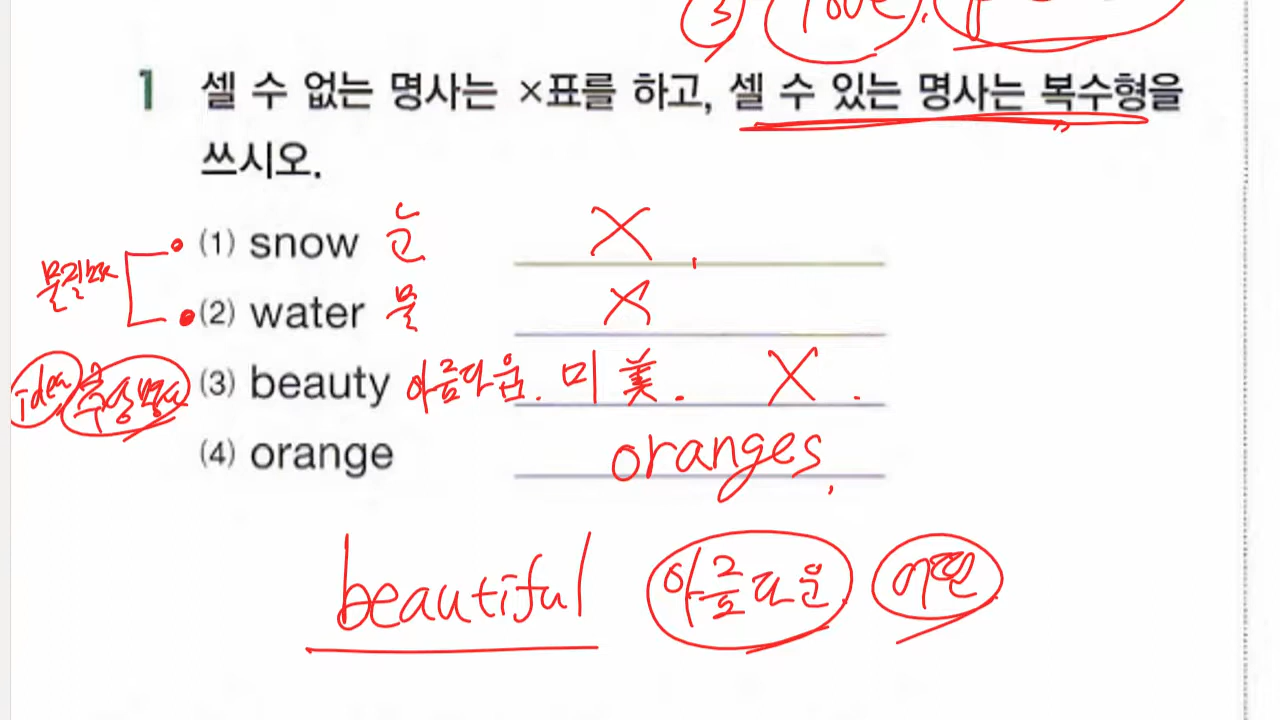 ③ love.
1 셀 수 없는 명사는 ×표를 하고, 셀 수 있는 명사는 복수형을
쓰시오.
(1) snow 눈 X
물질명사
(2) water 물 X
idea 추상명사 (3) beauty 아름다움. 미 美. X.
(4) orange oranges,
beautiful 아름다운 어떤